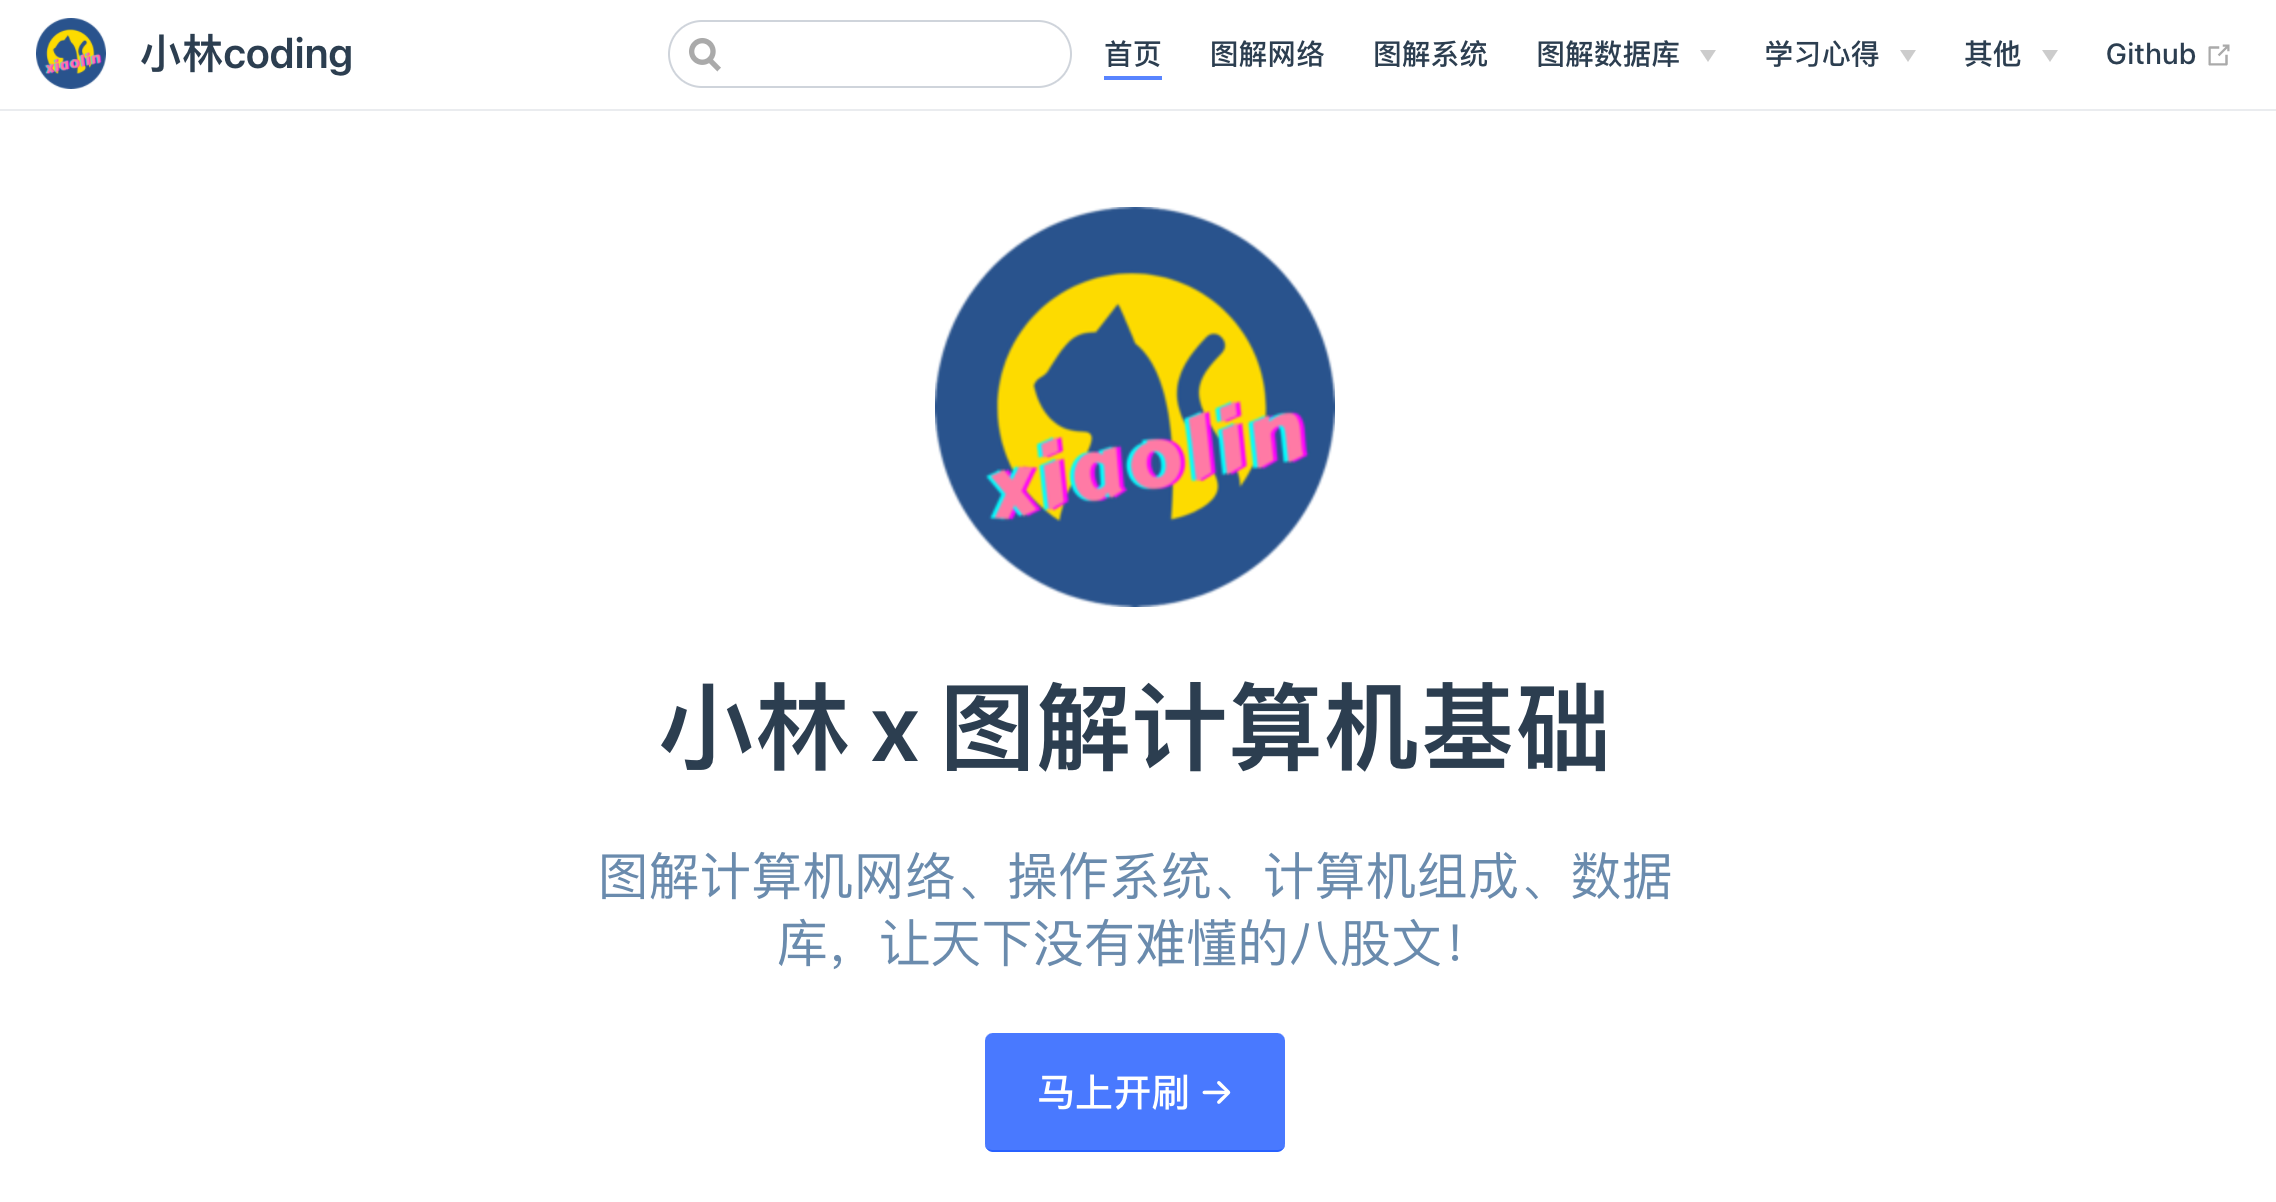 xiaolin
小林coding
首页
图解网络
图解系统
图解数据库
学习心得
其他
Github
xiaolin
小林 x 图解计算机基础
图解计算机网络、操作系统、计算机组成、数据
库，让天下没有难懂的八股文！
马上开刷 →